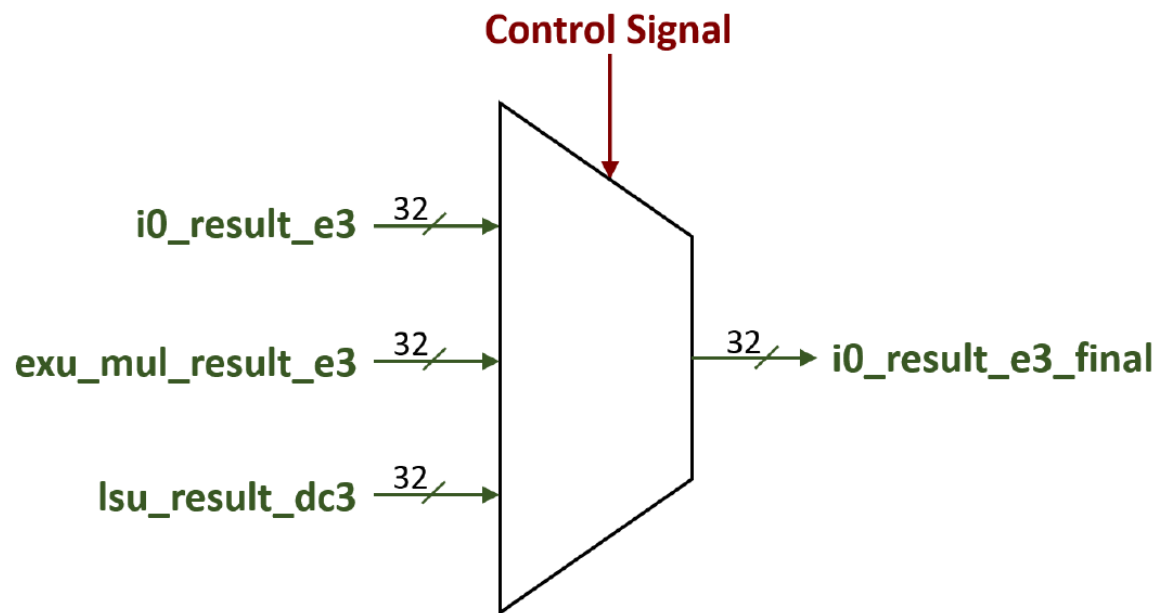 Control Signal
i0_result_e3
32
exu_mul_result_e3
32
32
i0_result_e3_final
lsu_result_dc3
32